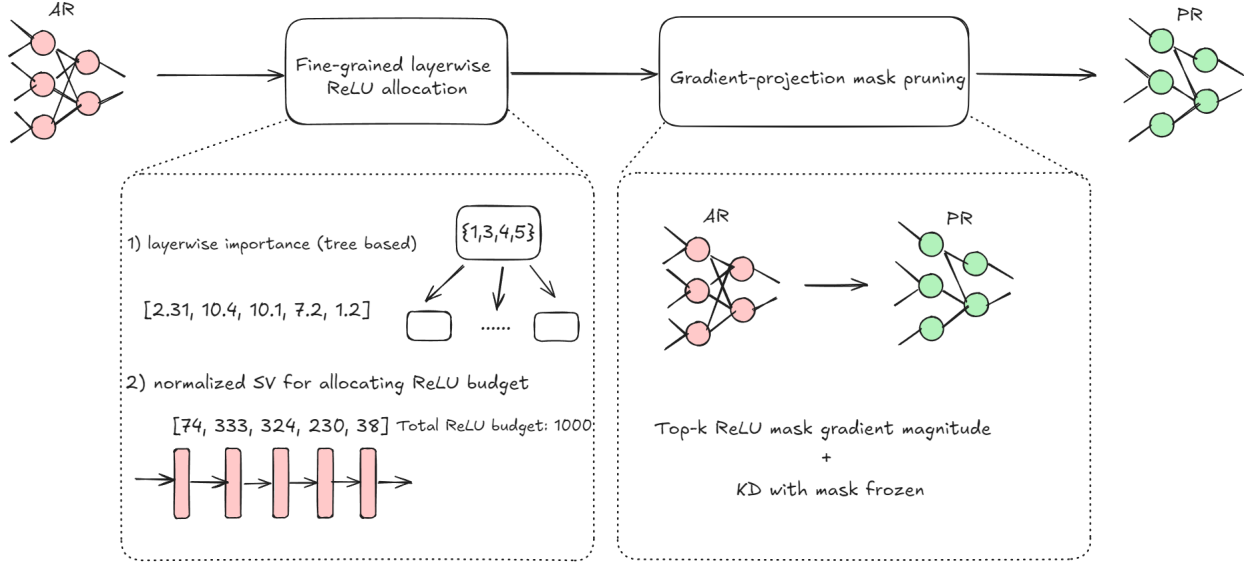 AR
Fine-grained layerwise
ReLU allocation
Gradient-projection mask pruning
PR
1) layerwise importance (tree based)
{1,3,4,5}
[2.31, 10.4, 10.1, 7.2, 1.2]
......
2) normalized SV for allocating ReLU budget
[74, 333, 324, 230, 38] Total ReLU budget: 1000
AR
PR
Top-k ReLU mask gradient magnitude
+
KD with mask frozen